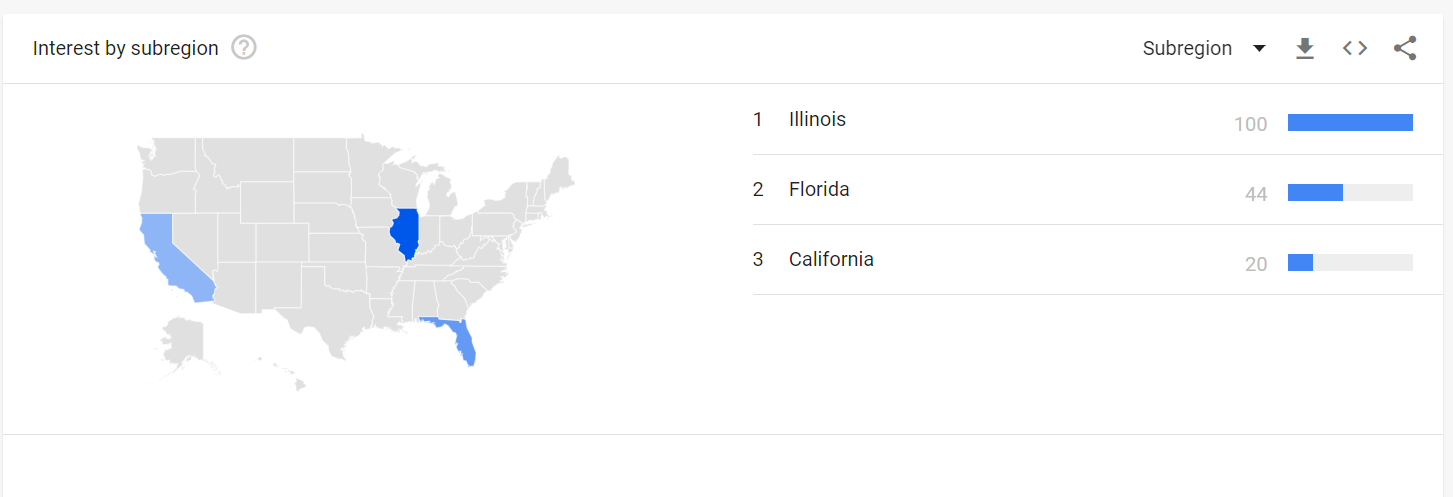 Interest by subregion ?
Subregion
1 Illinois 100
2 Florida 44
3 California 20